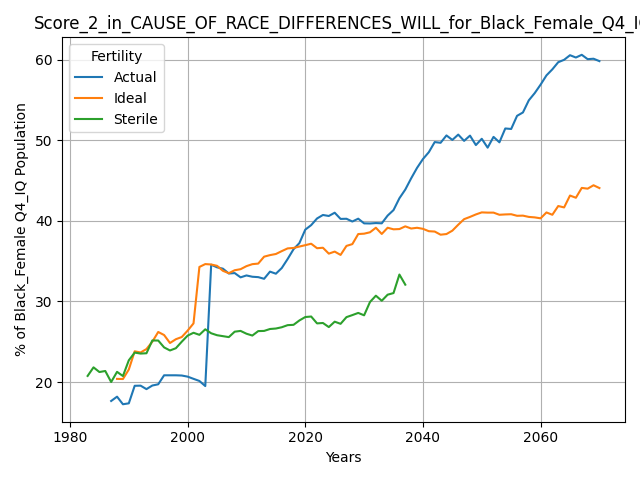 Score_2_in_CAUSE_OF_RACE_DIFFERENCES_WILL_for_Black_Female_Q4_I
Fertility
Actual
Ideal
Sterile
% of Black_Female Q4_IQ Population
60
50
40
30
20
1980
2000
2020
2040
2060
Years